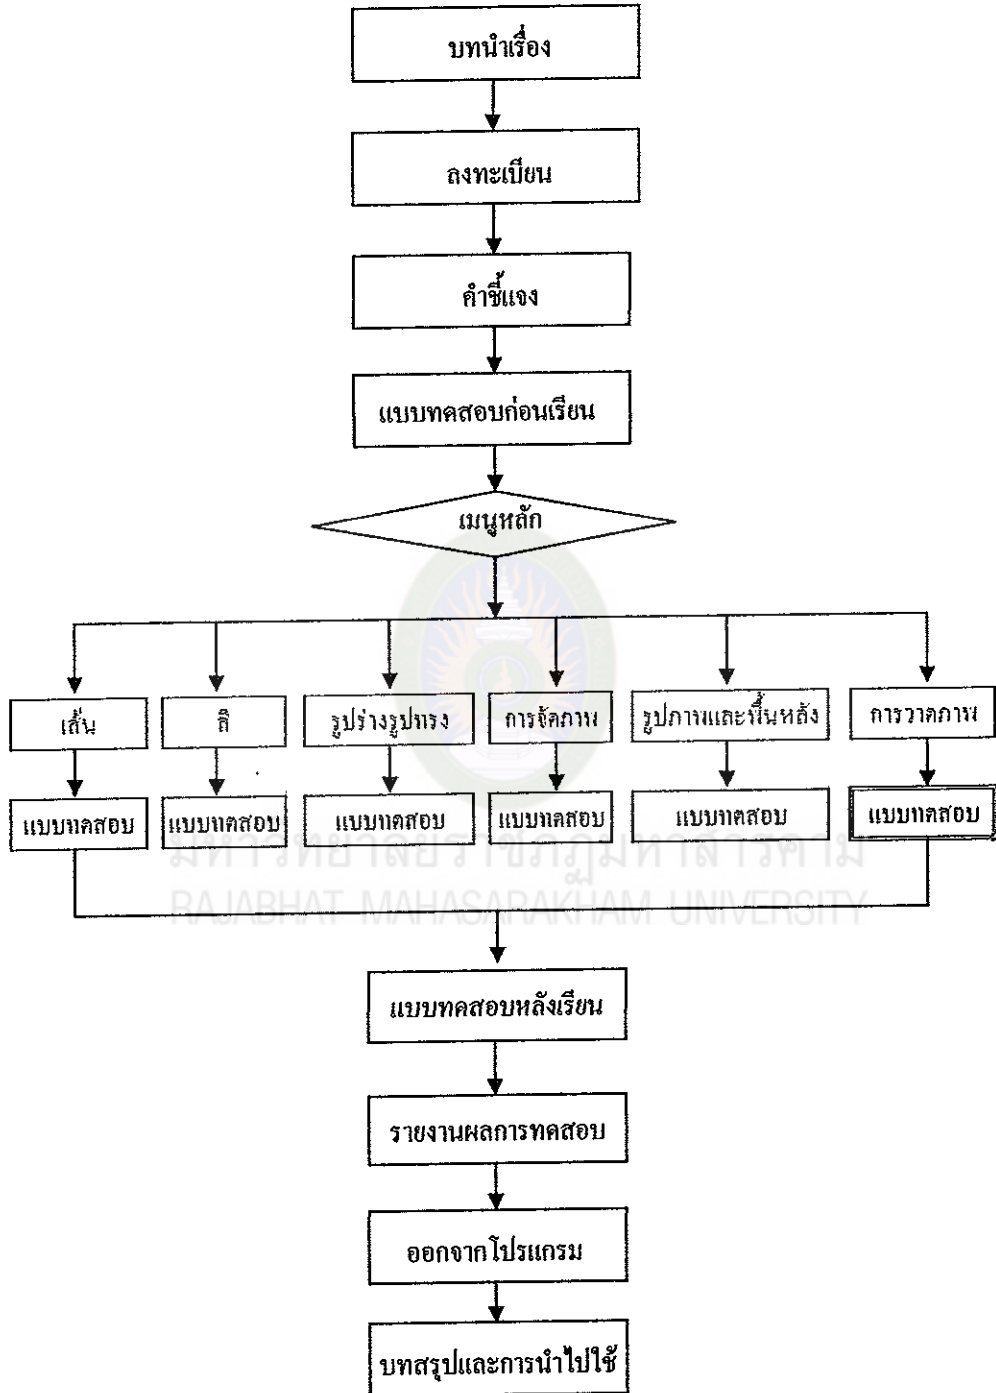 บทนำเรื่อง
ลงทะเบียน
คำชี้แจง
แบบทดสอบก่อนเรียน
เมนูหลัก
เส้น
สี
รูปร่างรูปทรง
การจัดภาพ
รูปภาพและพื้นหลัง
การวาดภาพ
แบบทดสอบ
แบบทดสอบ
แบบทดสอบ
แบบทดสอบ
แบบทดสอบ
แบบทดสอบ
มหาวิทยาลัยราชภัฏมหาสารคาม
RAJABHAT MAHASARAKHAM UNIVERSITY
แบบทดสอบหลังเรียน
รายงานผลการทดสอบ
ออกจากโปรแกรม
บทสรุปและการนำไปใช้